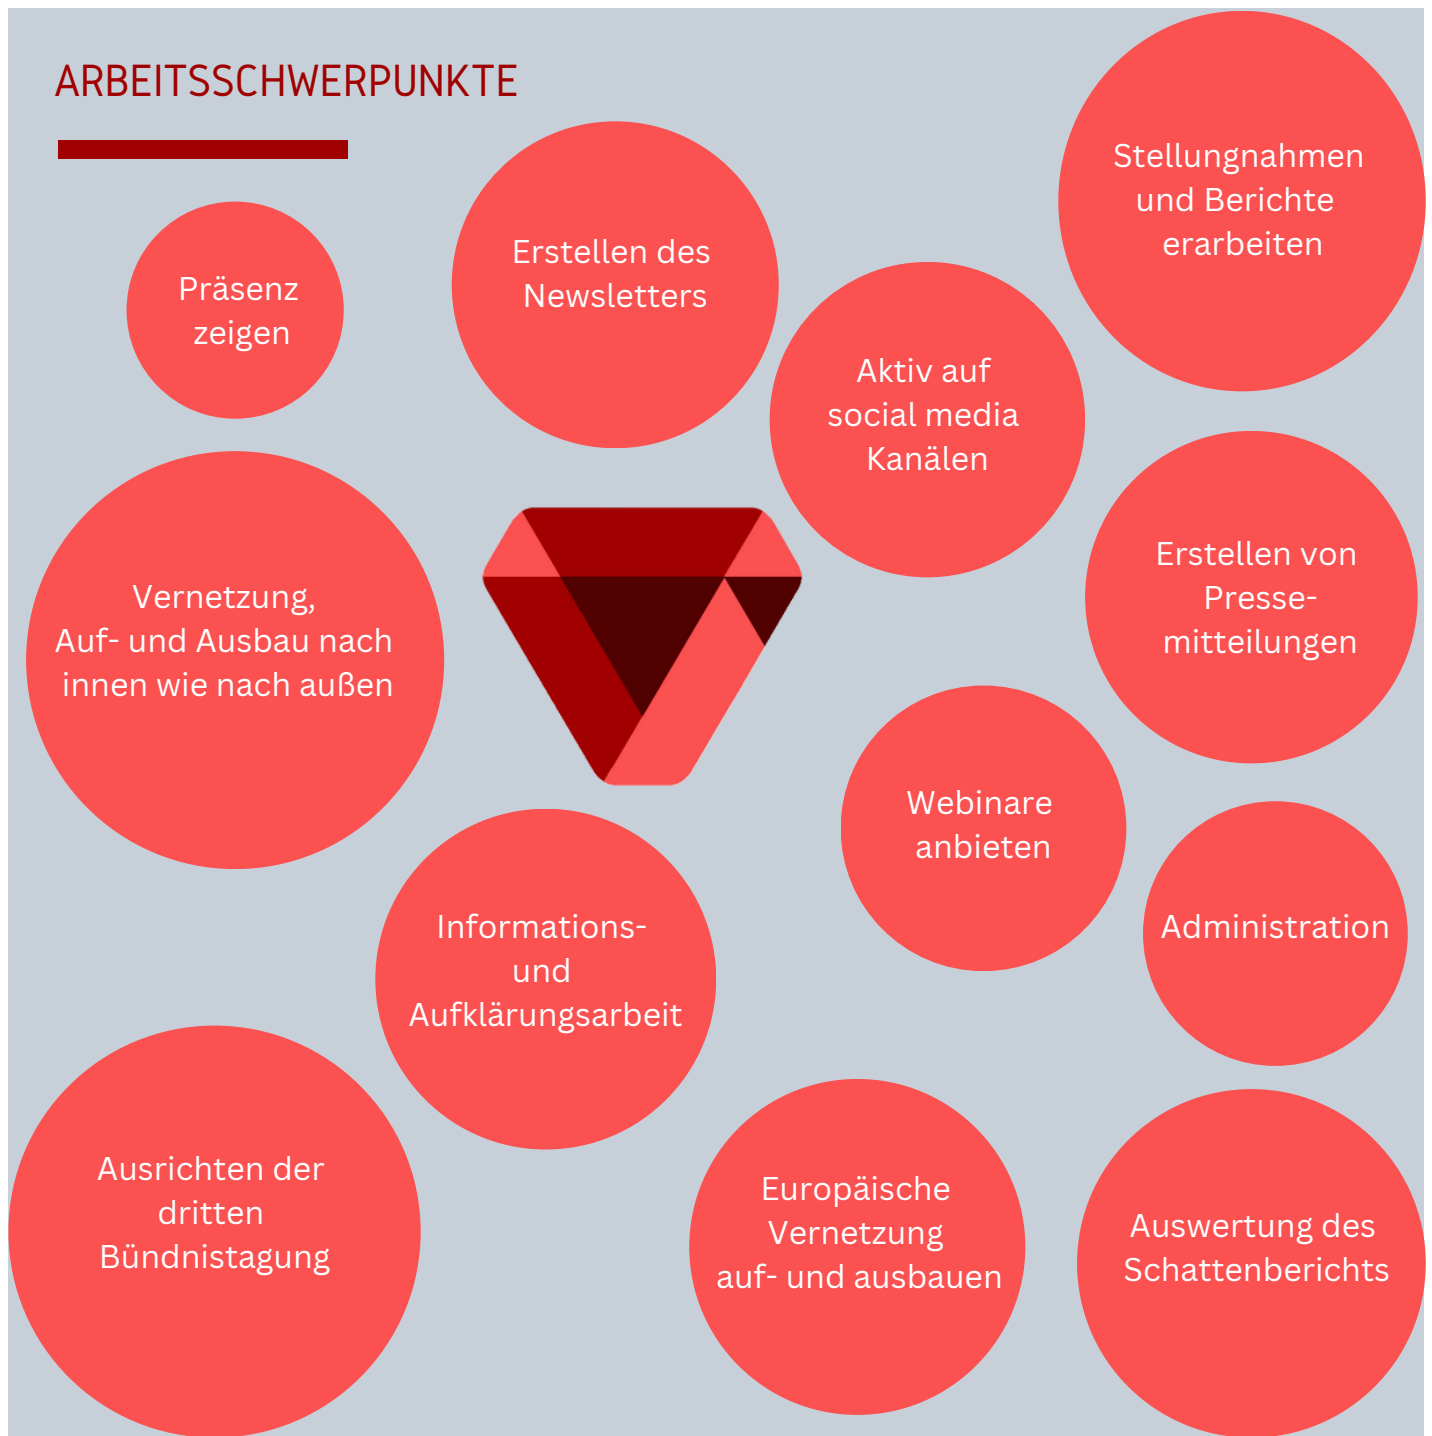 ARBEITSSCHWERPUNKTE
Präsenz
zeigen
Erstellen des
Newsletters
Stellungnahmen
und Berichte
erarbeiten
Aktiv auf
social media
Kanälen
Vernetzung,
Auf- und Ausbau nach
innen wie nach außen
Erstellen von
Presse-
mitteilungen
Webinare
anbieten
Informations-
und
Aufklärungsarbeit
Administration
Ausrichten der
dritten
Bündnistagung
Europäische
Vernetzung
auf- und ausbauen
Auswertung des
Schattenberichts